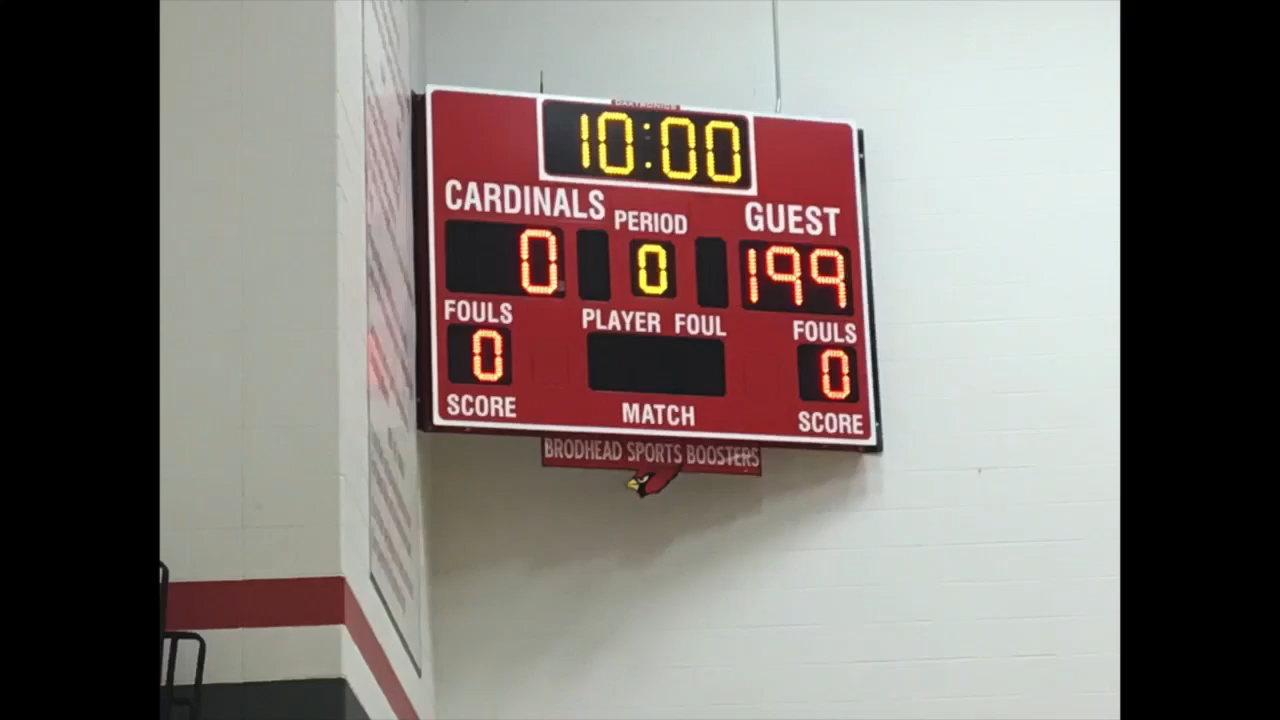 DAKTRONICS
10:00
CARDINALS PERIOD GUEST
0 0 199
FOULS PLAYER FOUL FOULS
0 0
SCORE MATCH SCORE
BRODHEAD SPORTS BOOSTERS